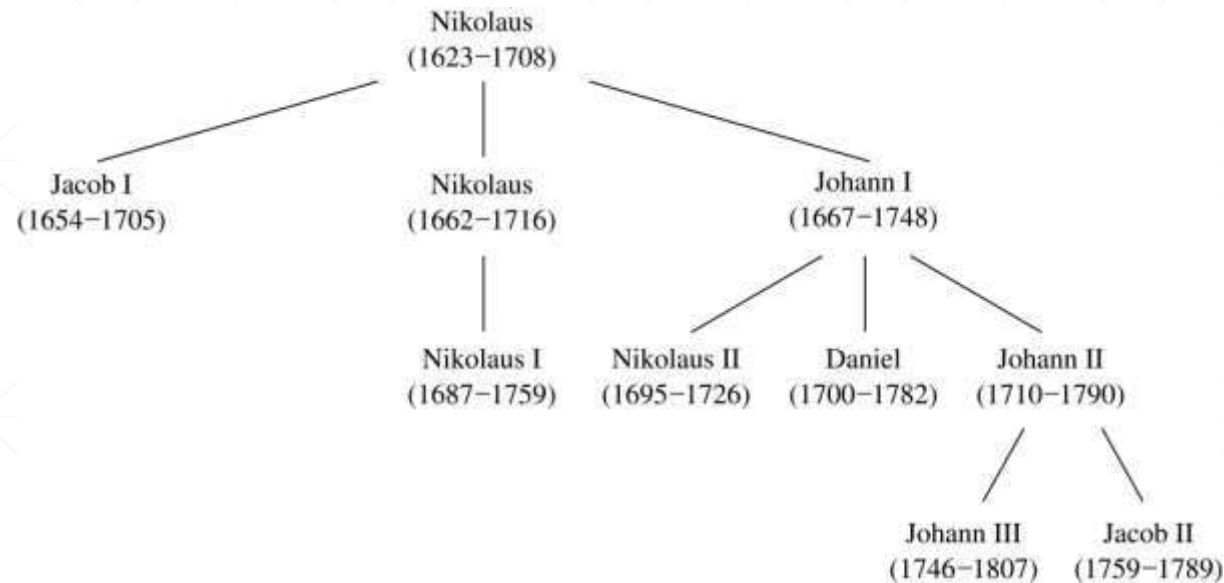 Nikolaus
(1623−1708)
Jacob I
(1654−1705)
Nikolaus
(1662−1716)
Johann I
(1667−1748)
Nikolaus I
(1687−1759)
Nikolaus II
(1695−1726)
Daniel
(1700−1782)
Johann II
(1710−1790)
Johann III
(1746−1807)
Jacob II
(1759−1789)